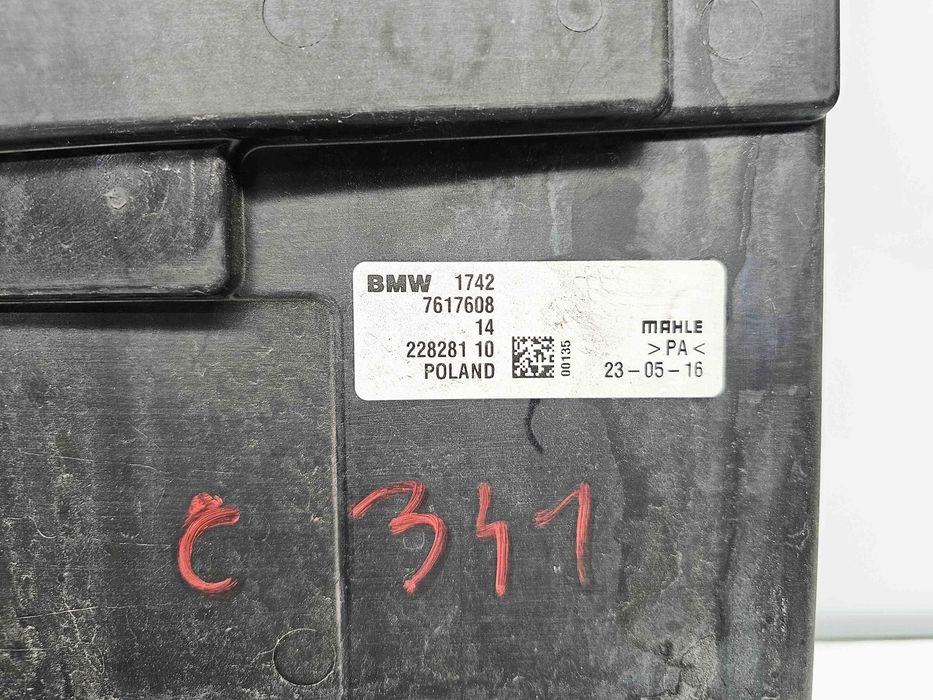 BMW 1742
7617608
14
228281 10
POLAND
00135
MAHLE
>PA<
23-05-16
C 341